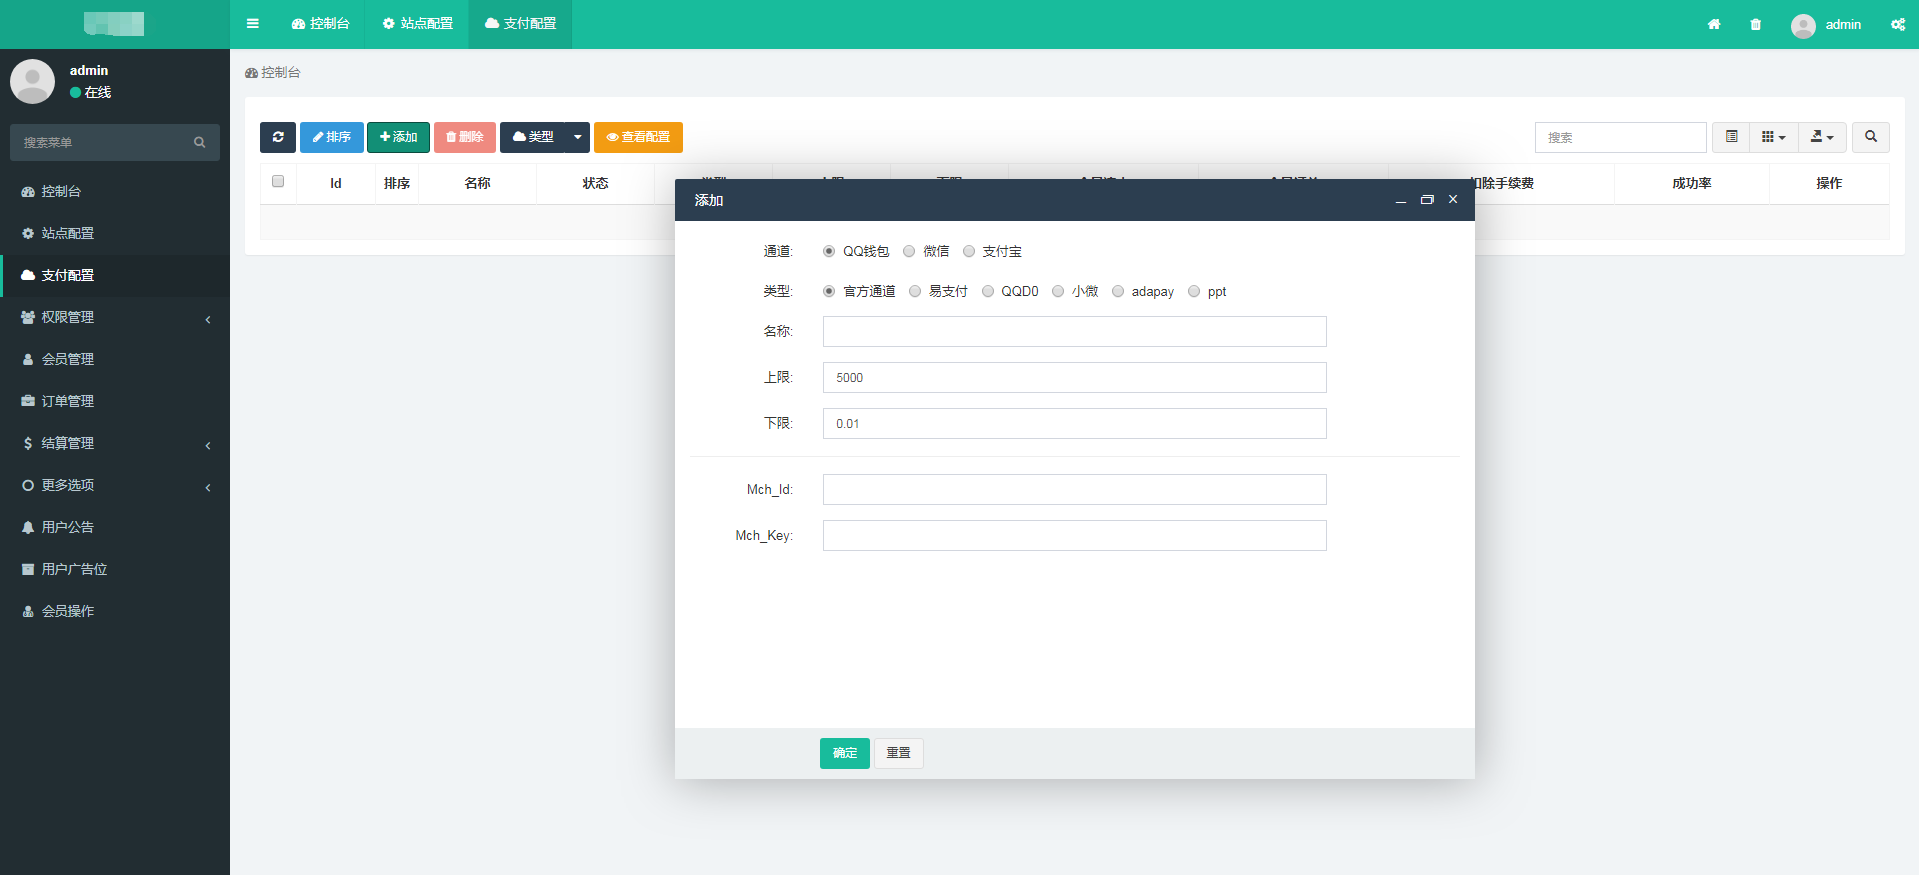 控制台
站点配置
支付配置
admin
admin
在线
搜索菜单
控制台
站点配置
支付配置
权限管理
会员管理
订单管理
结算管理
更多选项
用户公告
用户广告位
会员操作
控制台
排序
添加
删除
类型
查看配置
搜索
Id
排序
名称
状态
扣除手续费
成功率
操作
添加
通道:
QQ钱包
微信
支付宝
类型:
官方通道
易支付
QQD0
小微
adapay
ppt
名称:
上限:
5000
下限:
0.01
Mch_Id:
Mch_Key:
确定
重置